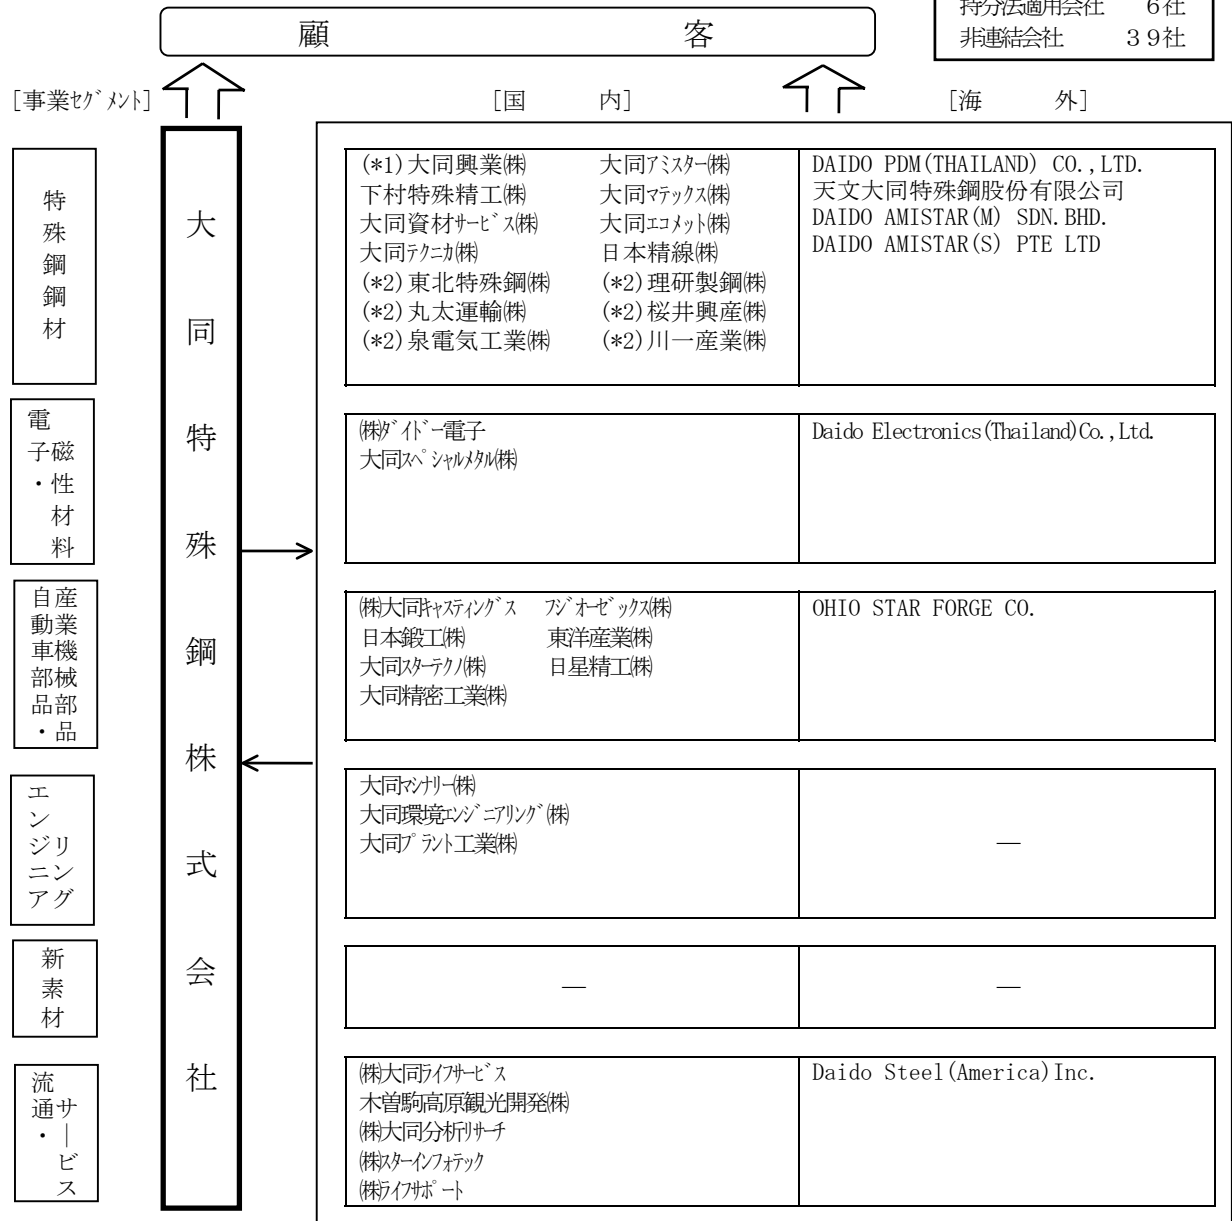 持分法適用会社　　6社
非連結会社　　39社
顧　　　　　客
[事業セグメント]　　[国　　内]　　[海　　外]
特殊鋼鋼材
(*1)大同興業㈱　　大同アミスター㈱
下村特殊精工㈱　　大同マテックス㈱
大同資材サービス㈱　　大同エコメット㈱
大同テクニカ㈱　　日本精線㈱
(*2)東北特殊鋼㈱　　(*2)理研製鋼㈱
(*2)丸太運輸㈱　　(*2)桜井興産㈱
(*2)泉電気工業㈱　　(*2)川一産業㈱
DAIDO PDM(THAILAND) CO.,LTD.
天文大同特殊鋼股份有限公司
DAIDO AMISTAR(M) SDN.BHD.
DAIDO AMISTAR(S) PTE LTD
大同特殊鋼株式会社
電子・磁性材料
㈱ダイドー電子
大同スペシャルメタル㈱
Daido Electronics(Thailand)Co.,Ltd.
自動車部品・産業機械部品
㈱大同キャスティングス　　フジオーゼックス㈱
日本鍛工㈱　　東洋産業㈱
大同スターテクノ㈱　　日星精工㈱
大同精密工業㈱
OHIO STAR FORGE CO.
エンジニアリング
大同マシナリー㈱
大同環境エンジニアリング㈱
大同プラント工業㈱
―
新素材
―　　―
流通・サービス
㈱大同ライフサービス
木曽駒高原観光開発㈱
㈱大同分析リサーチ
㈱スターインフォテック
㈱ライフサポート
Daido Steel(America)Inc.